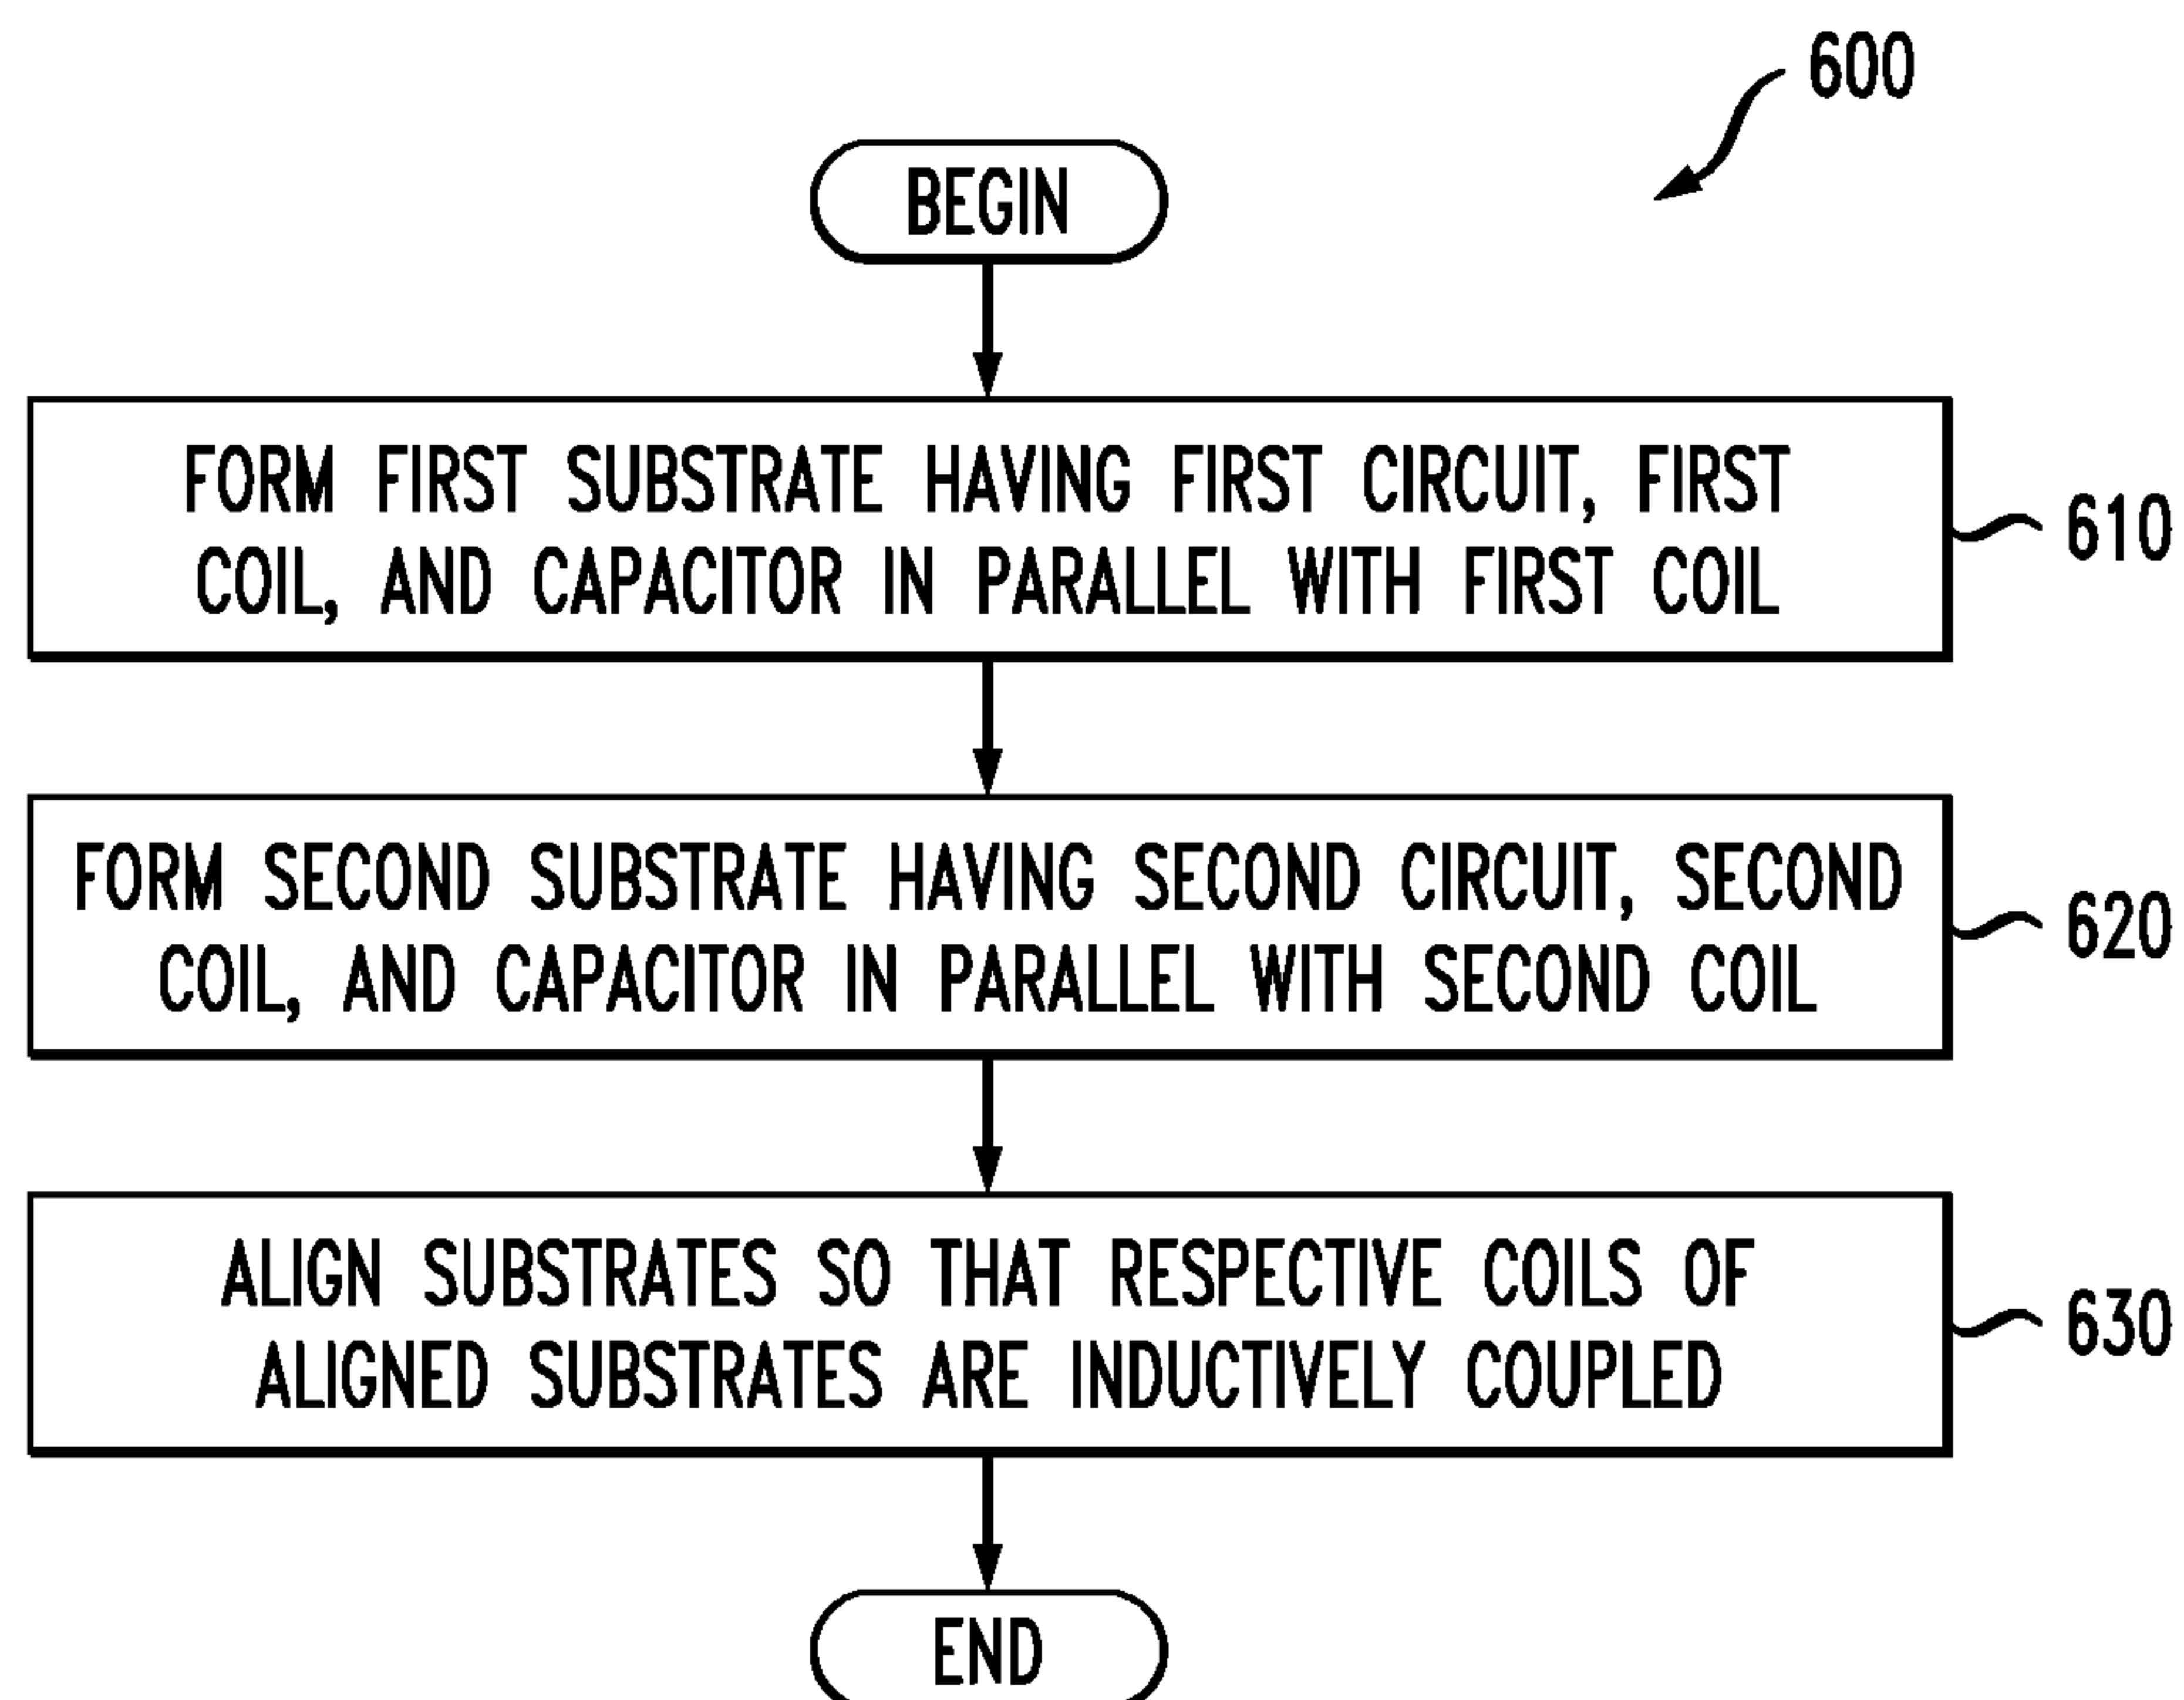 600
BEGIN
FORM FIRST SUBSTRATE HAVING FIRST CIRCUIT, FIRST
COIL, AND CAPACITOR IN PARALLEL WITH FIRST COIL
610
FORM SECOND SUBSTRATE HAVING SECOND CIRCUIT, SECOND
COIL, AND CAPACITOR IN PARALLEL WITH SECOND COIL
620
ALIGN SUBSTRATES SO THAT RESPECTIVE COILS OF
ALIGNED SUBSTRATES ARE INDUCTIVELY COUPLED
630
END